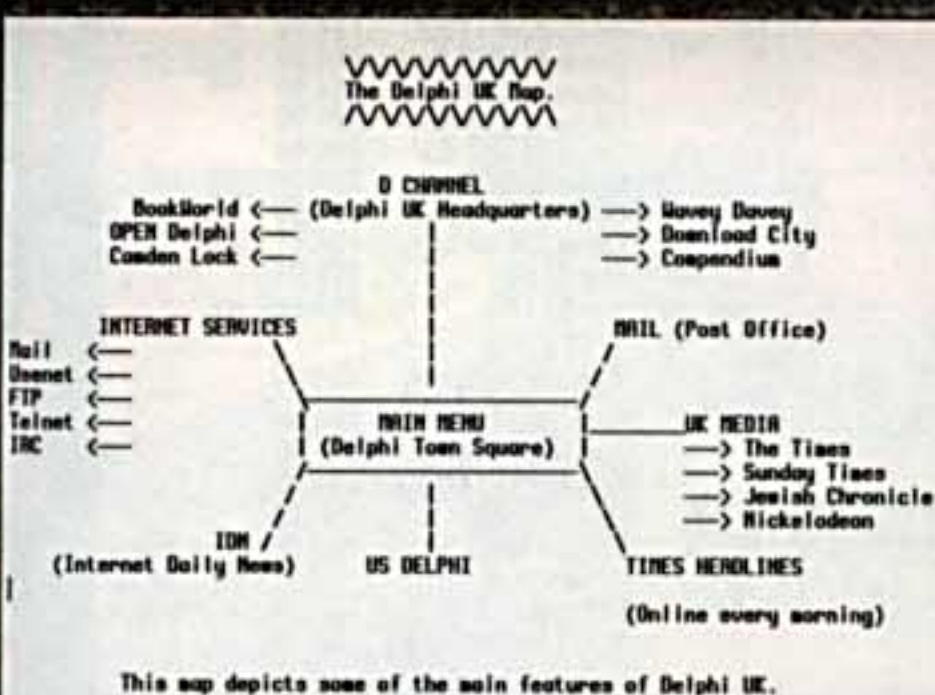 The Delphi UK Map.
D CHANNEL
BookWorld <— (Delphi UK Headquarters) —> Wavey Davey
OPEN Delphi <— —> Download City
Camden Lock <— —> Compendium
INTERNET SERVICES MAIL (Post Office)
Mail <—
Usenet <—
FTP <—
Telnet <— MAIN MENU UK MEDIA
IRC <— (Delphi Town Square) —> The Times
—> Sunday Times
—> Jewish Chronicle
—> Nickelodeon
IDN
(Internet Daily News) US DELPHI TIMES HEADLINES
(Online every morning)
This map depicts some of the main features of Delphi UK.